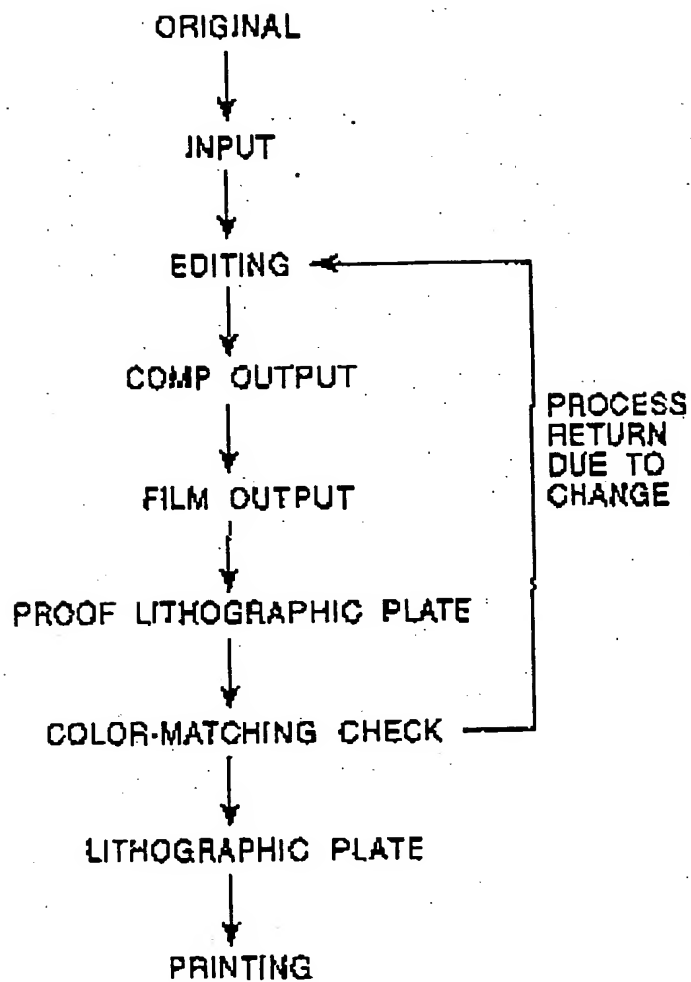 ORIGINAL
INPUT
EDITING
COMP OUTPUT
PROCESS
RETURN
DUE TO
CHANGE
FILM OUTPUT
PROOF LITHOGRAPHIC PLATE
COLOR-MATCHING CHECK
LITHOGRAPHIC PLATE
PRINTING